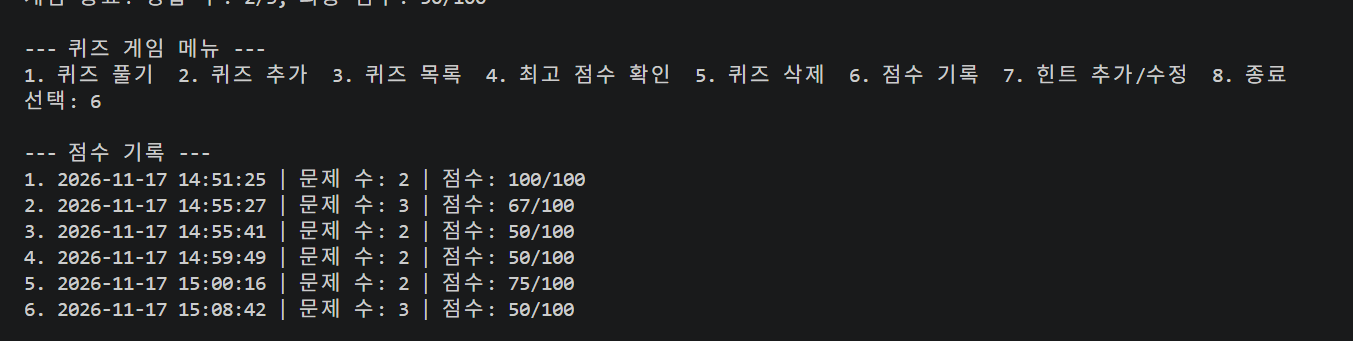 --- 퀴즈 게임 메뉴 ---
1. 퀴즈 풀기  2. 퀴즈 추가  3. 퀴즈 목록  4. 최고 점수 확인  5. 퀴즈 삭제  6. 점수 기록  7. 힌트 추가/수정  8. 종료
선택: 6
--- 점수 기록 ---
1. 2026-11-17 14:51:25 | 문제 수: 2 | 점수: 100/100
2. 2026-11-17 14:55:27 | 문제 수: 3 | 점수: 67/100
3. 2026-11-17 14:55:41 | 문제 수: 2 | 점수: 50/100
4. 2026-11-17 14:59:49 | 문제 수: 2 | 점수: 50/100
5. 2026-11-17 15:00:16 | 문제 수: 2 | 점수: 75/100
6. 2026-11-17 15:08:42 | 문제 수: 3 | 점수: 50/100